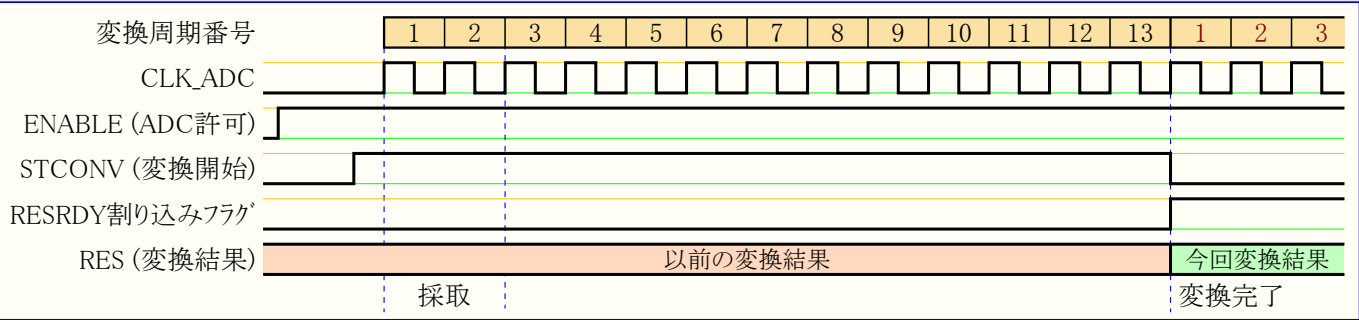 変換周期番号 1 2 3 4 5 6 7 8 9 10 11 12 13 1 2 3
CLK_ADC
ENABLE (ADC許可)
STCONV (変換開始)
RESRDY割り込みフラグ
RES (変換結果) 以前の変換結果 今回変換結果
採取 変換完了